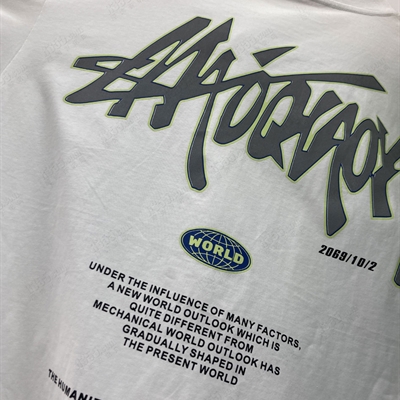 WORLD
2069/10/2
UNDER THE INFLUENCE OF MANY FACTORS,
A NEW WORLD OUTLOOK WHICH IS
QUITE DIFFERENT FROM
MECHANICAL WORLD OUTLOOK HAS
GRADUALLY SHAPED IN
THE PRESENT WORLD
THE